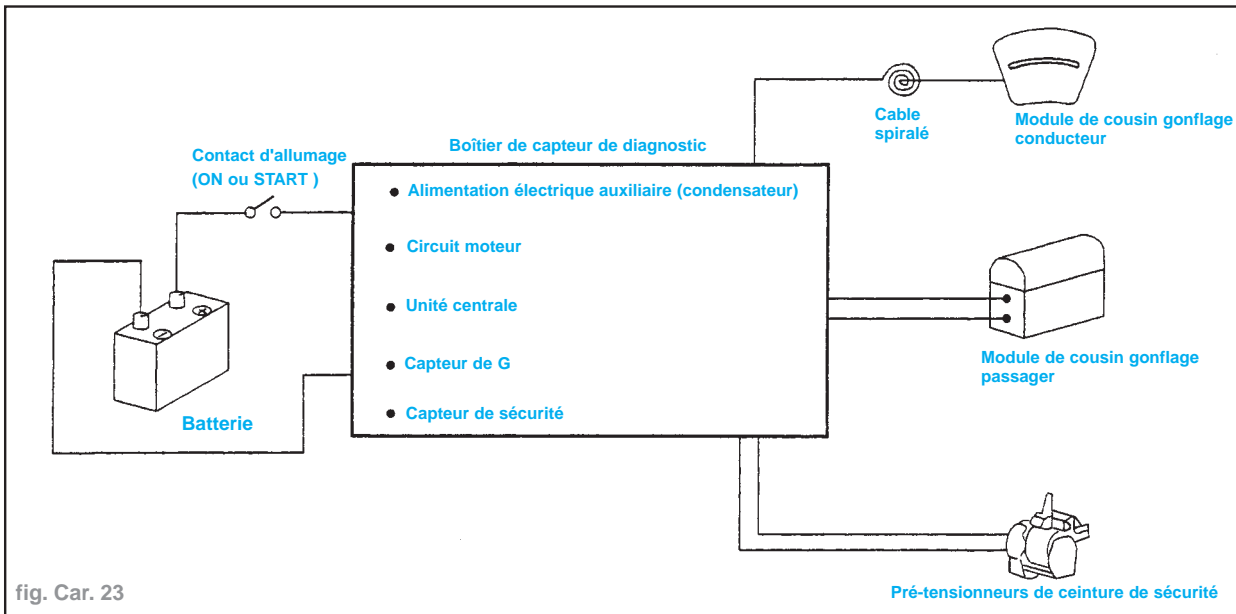 Cable
spiralé
Module de cousin gonflage
conducteur
Boîtier de capteur de diagnostic
Contact d'allumage
(ON ou START )
Alimentation électrique auxiliaire (condensateur)
Circuit moteur
Unité centrale
Capteur de G
Capteur de sécurité
Batterie
Module de cousin gonflage
passager
Pré-tensionneurs de ceinture de sécurité
fig. Car. 23